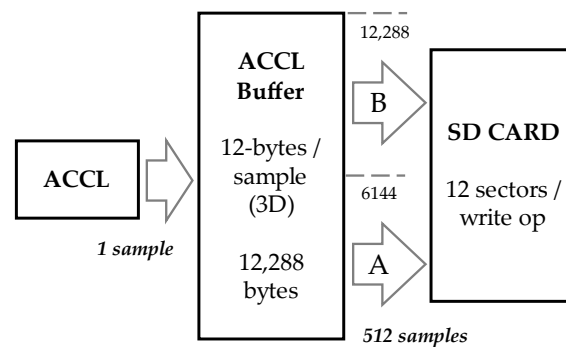 ACCL
1 sample
ACCL
Buffer
12-bytes /
sample
(3D)
12,288
bytes
12,288
B
6144
A
512 samples
SD CARD
12 sectors /
write op